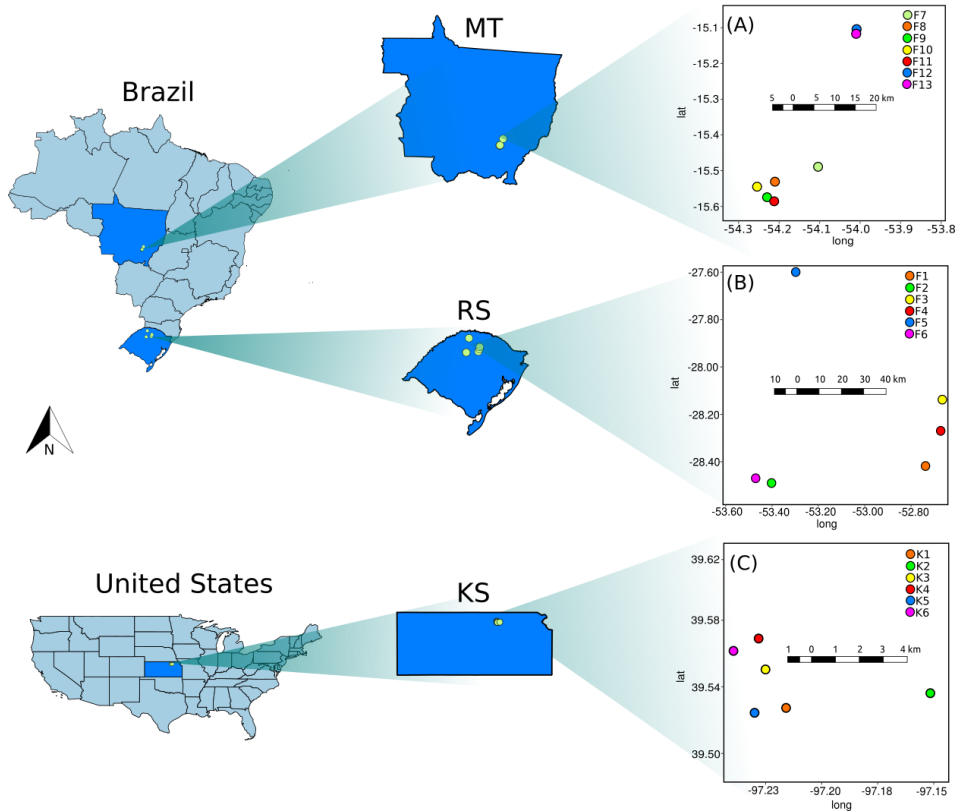 Brazil
MT
RS
N
United States
KS
(A)
F7
F8
F9
F10
F11
F12
F13
5 0 5 10 15 20 km
lat
-15.1
-15.2
-15.3
-15.4
-15.5
-15.6
-54.3 -54.2 -54.1 -54.0 -53.9 -53.8
long
(B)
F1
F2
F3
F4
F5
F6
10 0 10 20 30 40 km
lat
-27.60
-27.80
-28.00
-28.20
-28.40
-53.60 -53.40 -53.20 -53.00 -52.80
long
(C)
K1
K2
K3
K4
K5
K6
1 0 1 2 3 4 km
lat
39.62
39.58
39.54
39.50
-97.23 -97.20 -97.18 -97.15
long